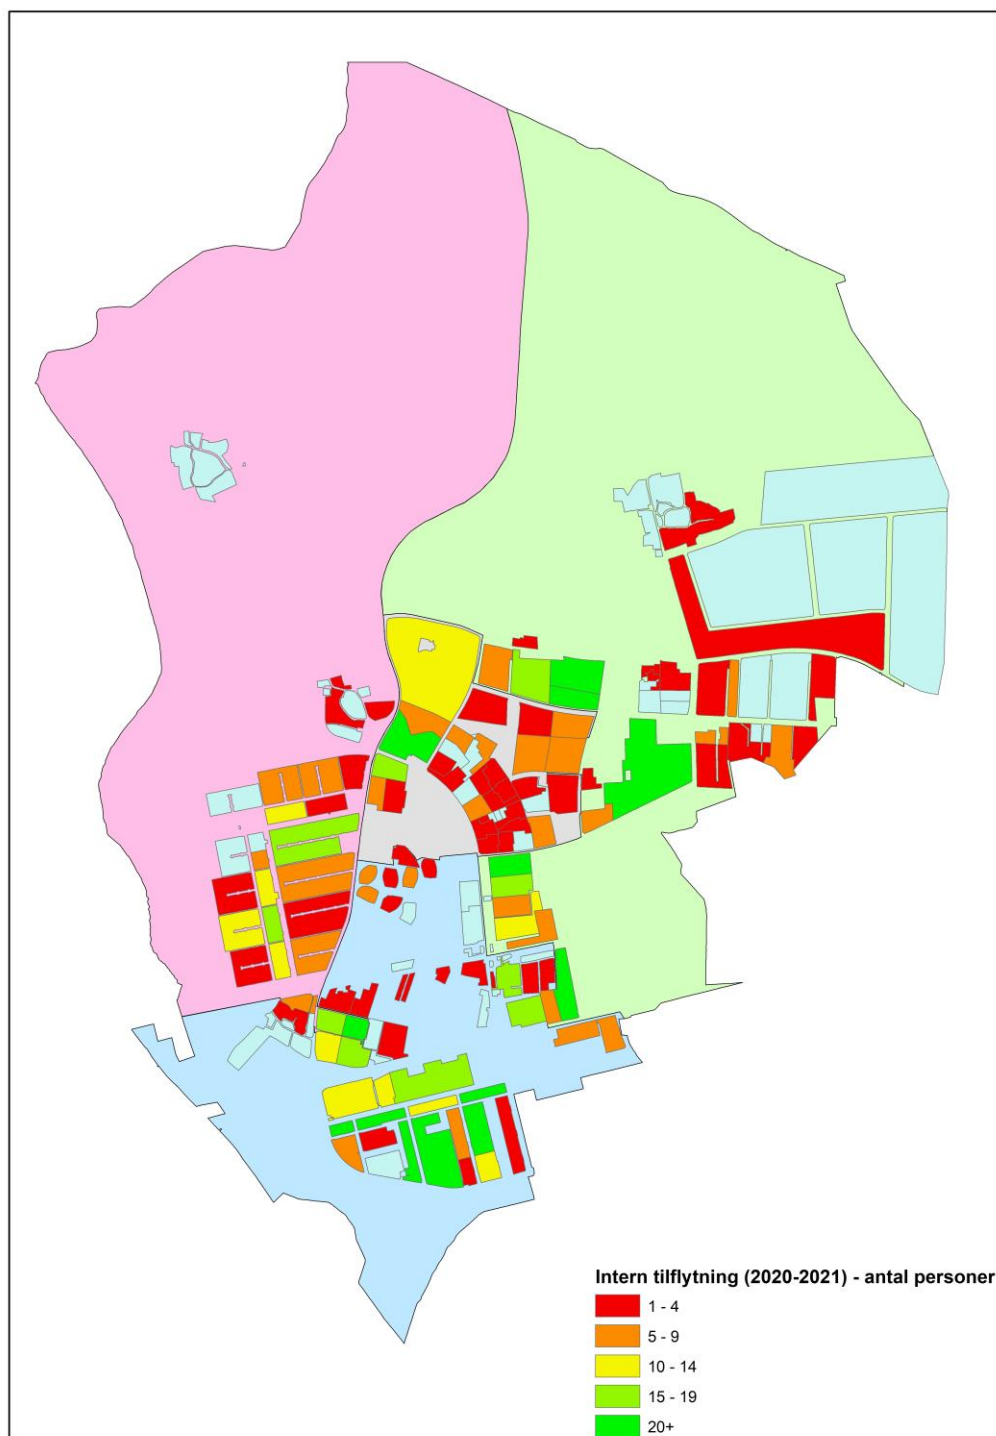 Intern tilflytning (2020-2021) - antal personer
1 - 4
5 - 9
10 - 14
15 - 19
20+